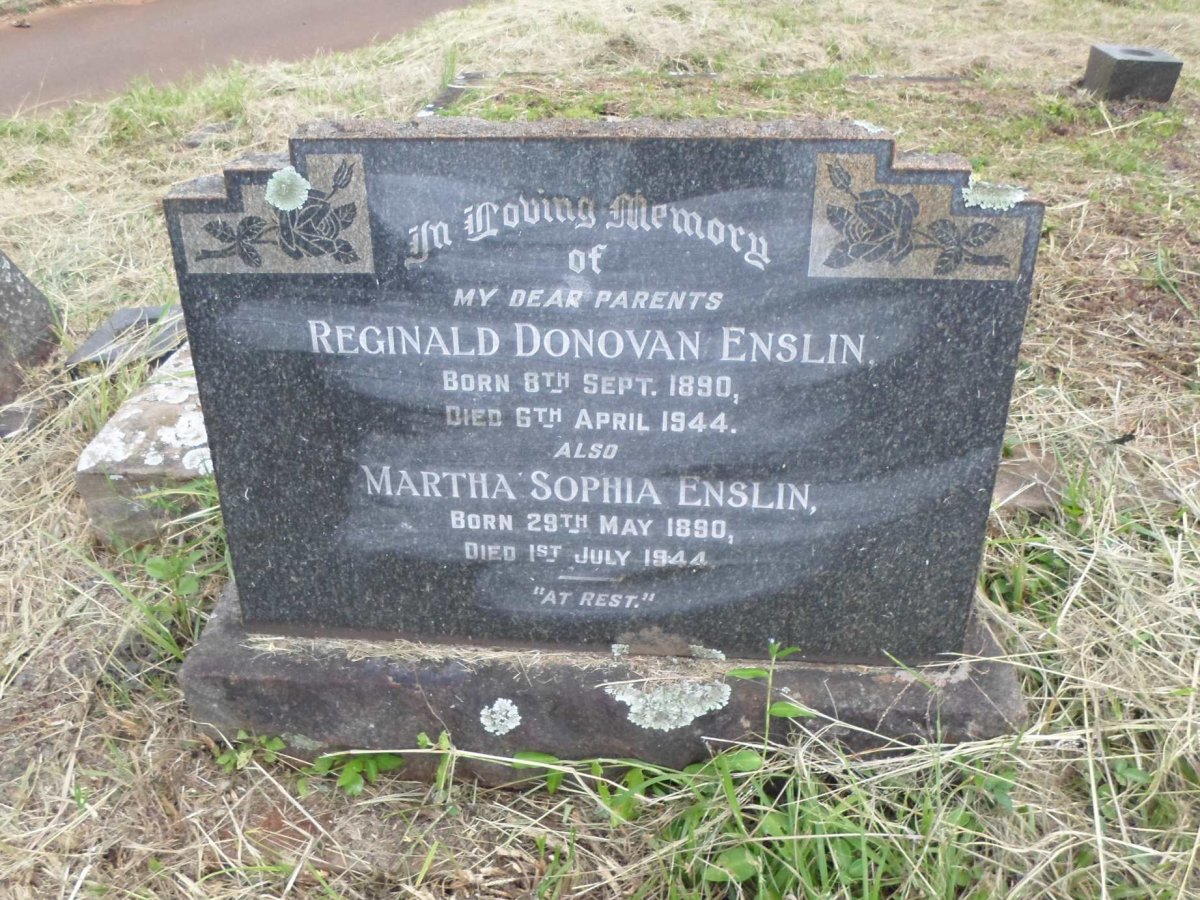 In Loving Memory
of
MY DEAR PARENTS
REGINALD DONOVAN ENSLIN,
BORN 8TH SEPT. 1890,
DIED 6TH APRIL 1944.
ALSO
MARTHA SOPHIA ENSLIN,
BORN 29TH MAY 1890,
DIED 1ST JULY 1944
"AT REST."